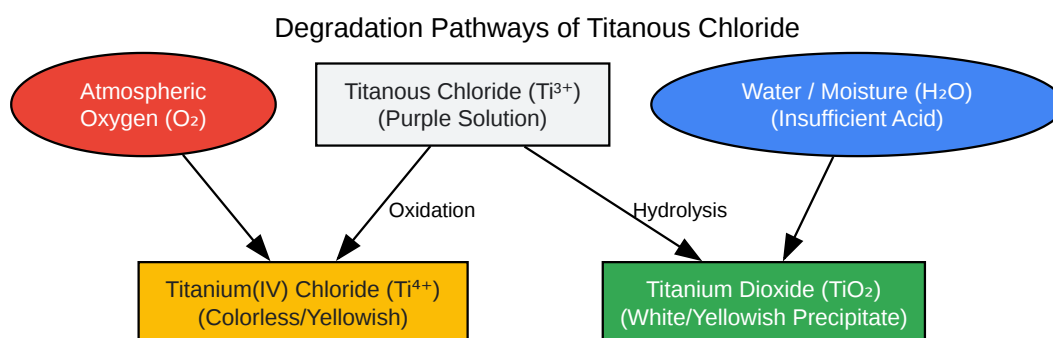 Degradation Pathways of Titanous Chloride
Atmospheric
Oxygen (O₂)
Titanous Chloride (Ti³⁺)
(Purple Solution)
Water / Moisture (H₂O)
(Insufficient Acid)
Oxidation
Hydrolysis
Titanium(IV) Chloride (Ti⁴⁺)
(Colorless/Yellowish)
Titanium Dioxide (TiO₂)
(White/Yellowish Precipitate)